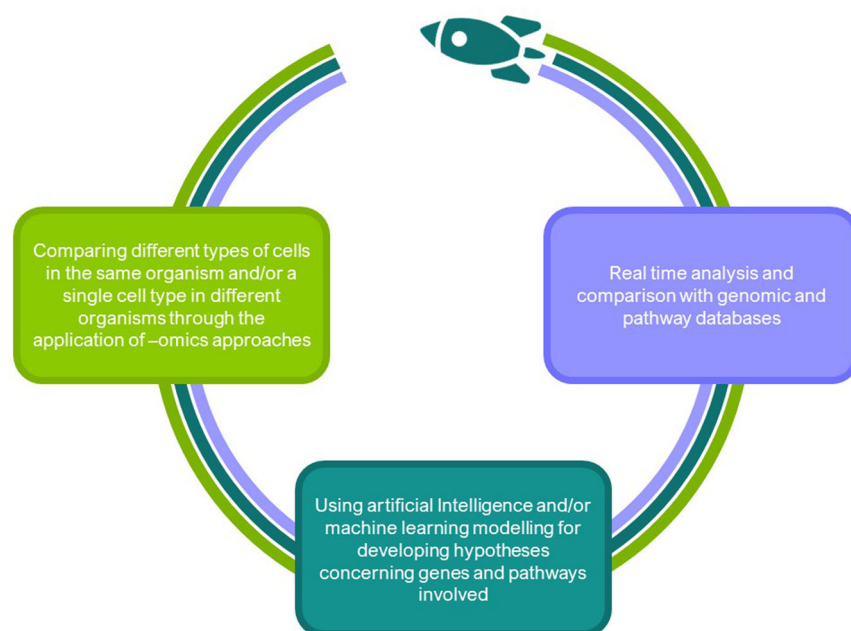 Comparing different types of cells
in the same organism and/or a
single cell type in different
organisms through the
application of –omics approaches
Real time analysis and
comparison with genomic and
pathway databases
Using artificial Intelligence and/or
machine learning modelling for
developing hypotheses
concerning genes and pathways
involved